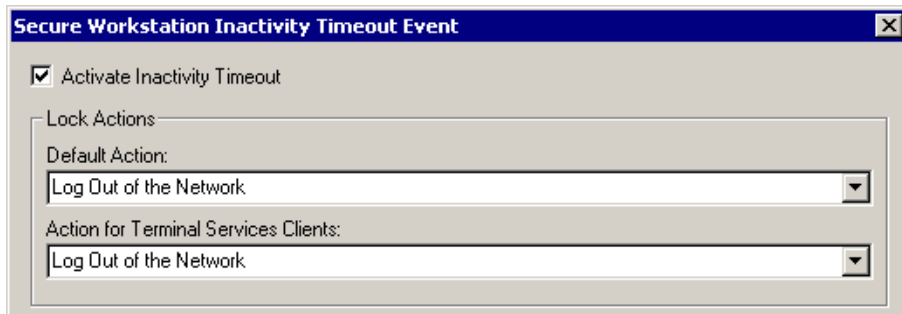 Secure Workstation Inactivity Timeout Event
Activate Inactivity Timeout
Lock Actions
Default Action:
Log Out of the Network
Action for Terminal Services Clients:
Log Out of the Network